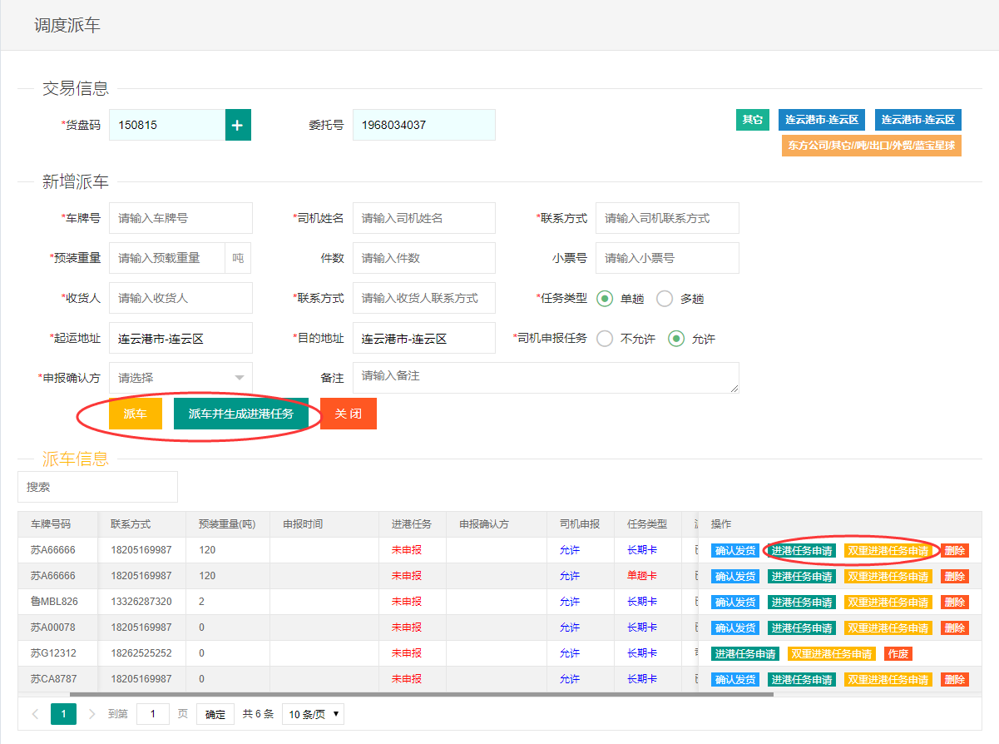 调度派车
交易信息
*货盘码 150815 + 委托号 1968034037 其它 连云港市-连云区 连云港市-连云区
东方公司/其它//吨/出口/外贸/蓝宝星球
新增派车
*车牌号 请输入车牌号 *司机姓名 请输入司机姓名 *联系方式 请输入司机联系方式
*预装重量 请输入预载重量 吨 件数 请输入件数 小票号 请输入小票号
*收货人 请输入收货人 *联系方式 请输入收货人联系方式 *任务类型 单趟 多趟
*起运地址 连云港市-连云区 *目的地址 连云港市-连云区 *司机申报任务 不允许 允许
*申报确认方 请选择 备注 请输入备注
派车 派车并生成进港任务 关闭
派车信息
搜索
车牌号码 联系方式 预装重量(吨) 申报时间 进港任务 申报确认方 司机申报 任务类型 操作
苏A66666 18205169987 120 未申报 允许 长期卡 确认发货 进港任务申请 双重进港任务申请 删除
苏A66666 18205169987 120 未申报 允许 单趟卡 确认发货 进港任务申请 双重进港任务申请 删除
鲁MBL826 13326287320 2 未申报 允许 长期卡 确认发货 进港任务申请 双重进港任务申请 删除
苏A00078 18205169987 0 未申报 允许 长期卡 确认发货 进港任务申请 双重进港任务申请 删除
苏G12312 18262525252 0 未申报 允许 长期卡 进港任务申请 双重进港任务申请 作废
苏CA8787 18205169987 0 未申报 允许 长期卡 确认发货 进港任务申请 双重进港任务申请 删除
1 到第 1 页 确定 共 6 条 10 条/页